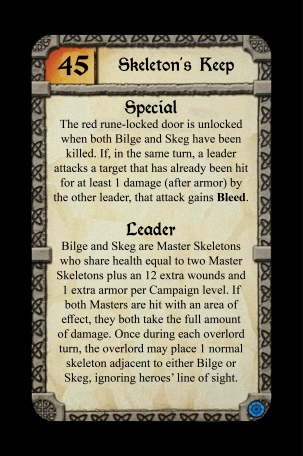 45 Skeleton's Keep
Special
The red rune-locked door is unlocked
when both Bilge and Skeg have been
killed. If, in the same turn, a leader
attacks a target that has already been hit
for at least 1 damage (after armor) by
the other leader, that attack gains Bleed.
Leader
Bilge and Skeg are Master Skeletons
who share health equal to two Master
Skeletons plus an 12 extra wounds and
1 extra armor per Campaign level. If
both Masters are hit with an area of
effect, they both take the full amount
of damage. Once during each overlord
turn, the overlord may place 1 normal
skeleton adjacent to either Bilge or
Skeg, ignoring heroes' line of sight.